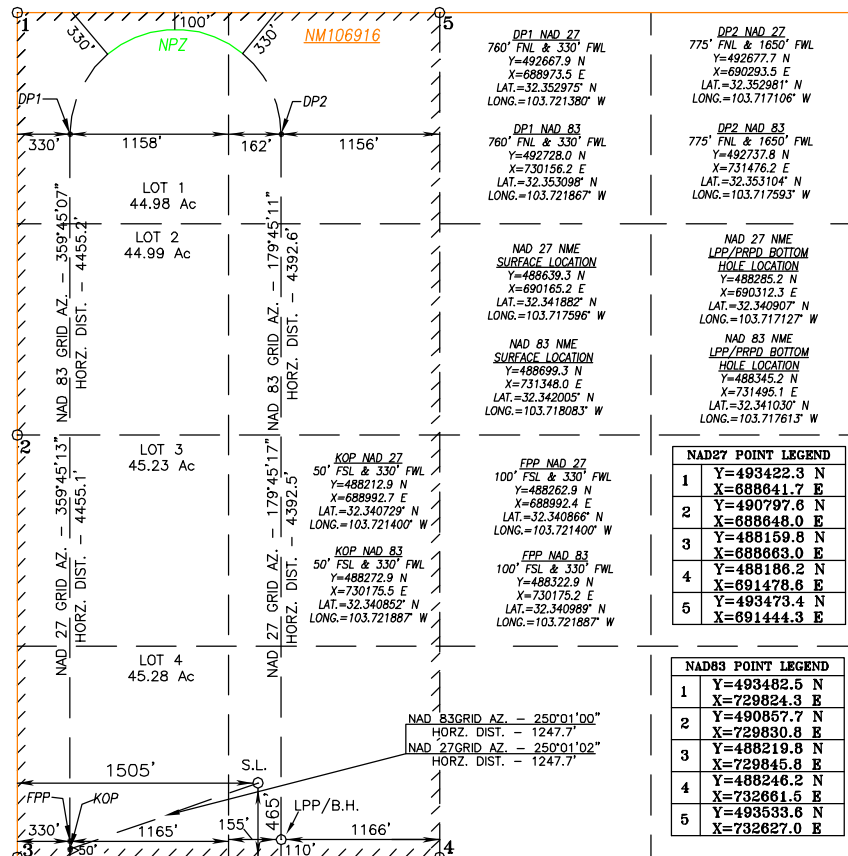 1
100'
NPZ
330'
330'
NM106916
5
DP1
DP2
330'
1158'
162'
1156'
LOT 1
44.98 Ac
LOT 2
44.99 Ac
NAD 83 GRID AZ. - 359°45'07"
HORZ. DIST. - 4455.2'
NAD 83 GRID AZ. - 179°45'11"
HORZ. DIST. - 4392.6'
2
LOT 3
45.23 Ac
NAD 27 GRID AZ. - 359°45'13"
HORZ. DIST. - 4455.1'
NAD 27 GRID AZ. - 179°45'17"
HORZ. DIST. - 4392.5'
LOT 4
45.28 Ac
DP1 NAD 27
760' FNL & 330' FWL
Y=492667.9 N
X=688973.5 E
LAT.=32.352975° N
LONG.=103.721380° W
DP2 NAD 27
775' FNL & 1650' FWL
Y=492677.7 N
X=690293.5 E
LAT.=32.352981° N
LONG.=103.717106° W
DP1 NAD 83
760' FNL & 330' FWL
Y=492728.0 N
X=730156.2 E
LAT.=32.353098° N
LONG.=103.721867° W
DP2 NAD 83
775' FNL & 1650' FWL
Y=492737.8 N
X=731476.2 E
LAT.=32.353104° N
LONG.=103.717593° W
NAD 27 NME
SURFACE LOCATION
Y=488639.3 N
X=690165.2 E
LAT.=32.341882° N
LONG.=103.717596° W
NAD 27 NME
LPP/PRPD BOTTOM
HOLE LOCATION
Y=488285.2 N
X=690312.3 E
LAT.=32.340907° N
LONG.=103.717127° W
NAD 83 NME
SURFACE LOCATION
Y=488699.3 N
X=731348.0 E
LAT.=32.342005° N
LONG.=103.718083° W
NAD 83 NME
LPP/PRPD BOTTOM
HOLE LOCATION
Y=488345.2 N
X=731495.1 E
LAT.=32.341030° N
LONG.=103.717613° W
KOP NAD 27
50' FSL & 330' FWL
Y=488212.9 N
X=688992.7 E
LAT.=32.340729° N
LONG.=103.721400° W
FPP NAD 27
100' FSL & 330' FWL
Y=488262.9 N
X=688992.4 E
LAT.=32.340866° N
LONG.=103.721400° W
KOP NAD 83
50' FSL & 330' FWL
Y=488272.9 N
X=730175.5 E
LAT.=32.340852° N
LONG.=103.721887° W
FPP NAD 83
100' FSL & 330' FWL
Y=488322.9 N
X=730175.2 E
LAT.=32.340989° N
LONG.=103.721887° W
NAD27 POINT LEGEND
1 Y=493422.3 N
X=688641.7 E
2 Y=490797.6 N
X=688648.0 E
3 Y=488159.8 N
X=688663.0 E
4 Y=488186.2 N
X=691478.6 E
5 Y=493473.4 N
X=691444.3 E
NAD83 POINT LEGEND
1 Y=493482.5 N
X=729824.3 E
2 Y=490857.7 N
X=729830.8 E
3 Y=488219.8 N
X=729845.8 E
4 Y=488246.2 N
X=732661.5 E
5 Y=493533.6 N
X=732627.0 E
NAD 83GRID AZ. - 250°01'00"
HORZ. DIST. - 1247.7'
NAD 27GRID AZ. - 250°01'02"
HORZ. DIST. - 1247.7'
1505'
S.L.
465'
LPP/B.H.
FPP
KOP
330'
1165'
155'
1166'
3
50'
110'
4